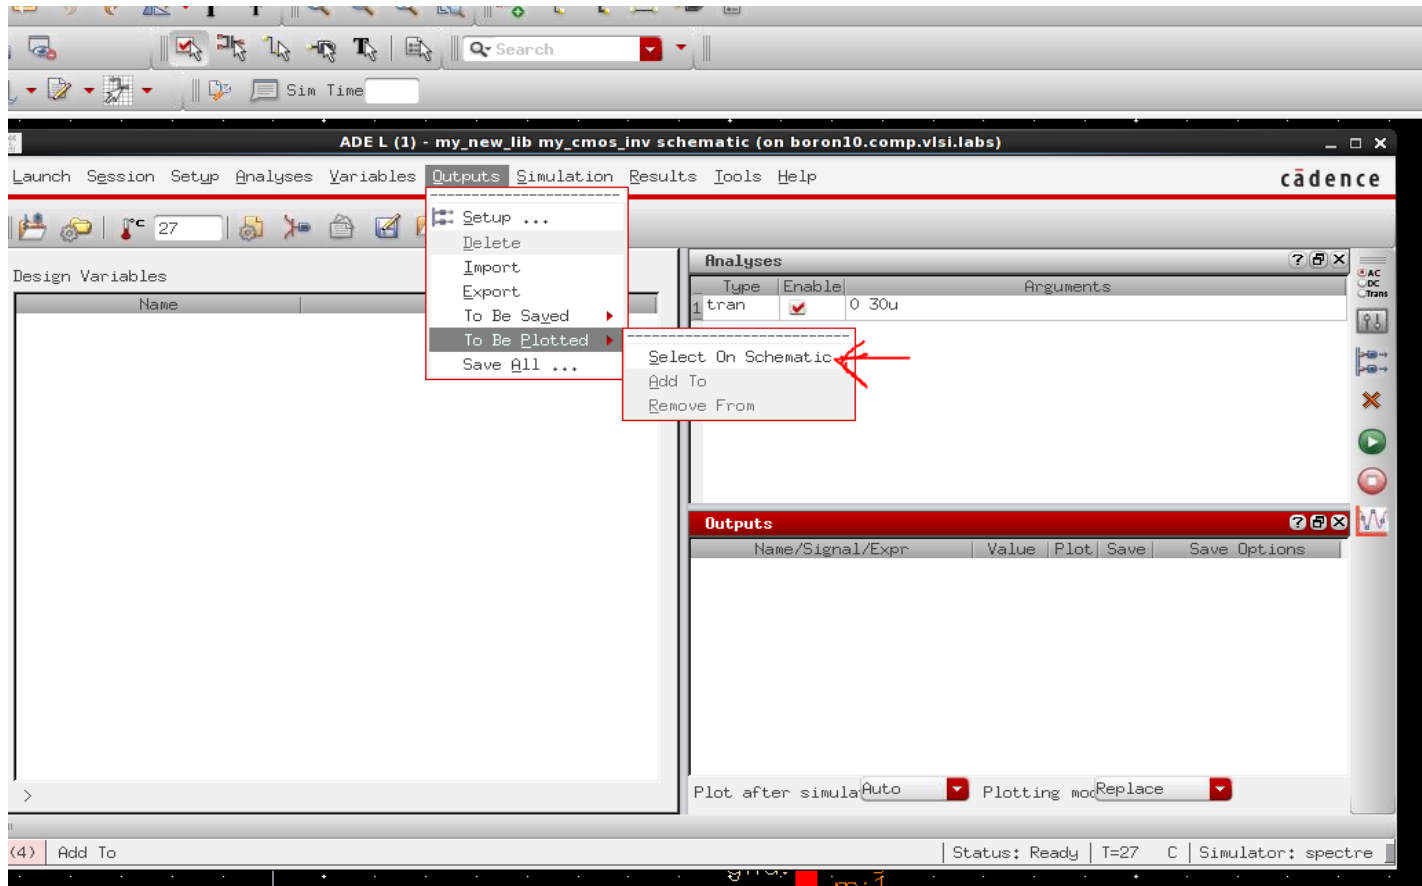 Search
Sim Time
ADE L (1) - my_new_lib my_cmos_inv schematic (on boron10.comp.vlsi.labs)
Launch Session Setup Analyses Variables Outputs Simulation Results Tools Help
cādence
°C 27
Setup ...
Delete
Import
Export
To Be Saved
To Be Plotted
Save All ...
Select On Schematic
Add To
Remove From
Design Variables
Name
Analyses
Type Enable Arguments
1 tran 0 30u
AC
DC
Trans
Outputs
Name/Signal/Expr Value Plot Save Save Options
> Plot after simula Auto Plotting mod Replace
(4) Add To Status: Ready T=27 C Simulator: spectre